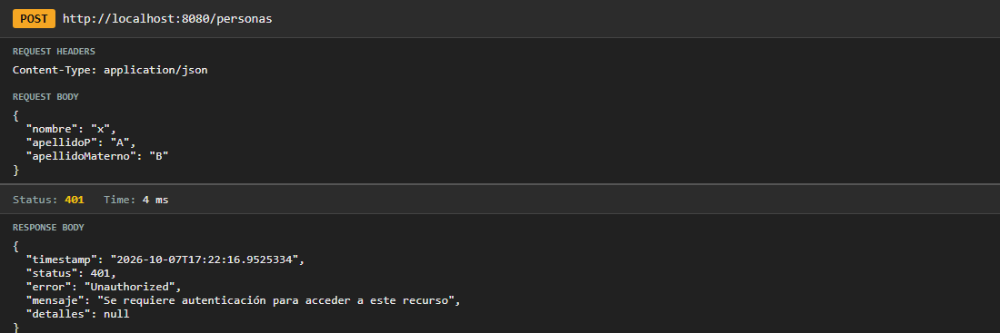 POST http://localhost:8080/personas
REQUEST HEADERS
Content-Type: application/json
REQUEST BODY
{
  "nombre": "x",
  "apellidoP": "A",
  "apellidoMaterno": "B"
}
Status: 401 Time: 4 ms
RESPONSE BODY
{
  "timestamp": "2026-10-07T17:22:16.9525334",
  "status": 401,
  "error": "Unauthorized",
  "mensaje": "Se requiere autenticación para acceder a este recurso",
  "detalles": null
}